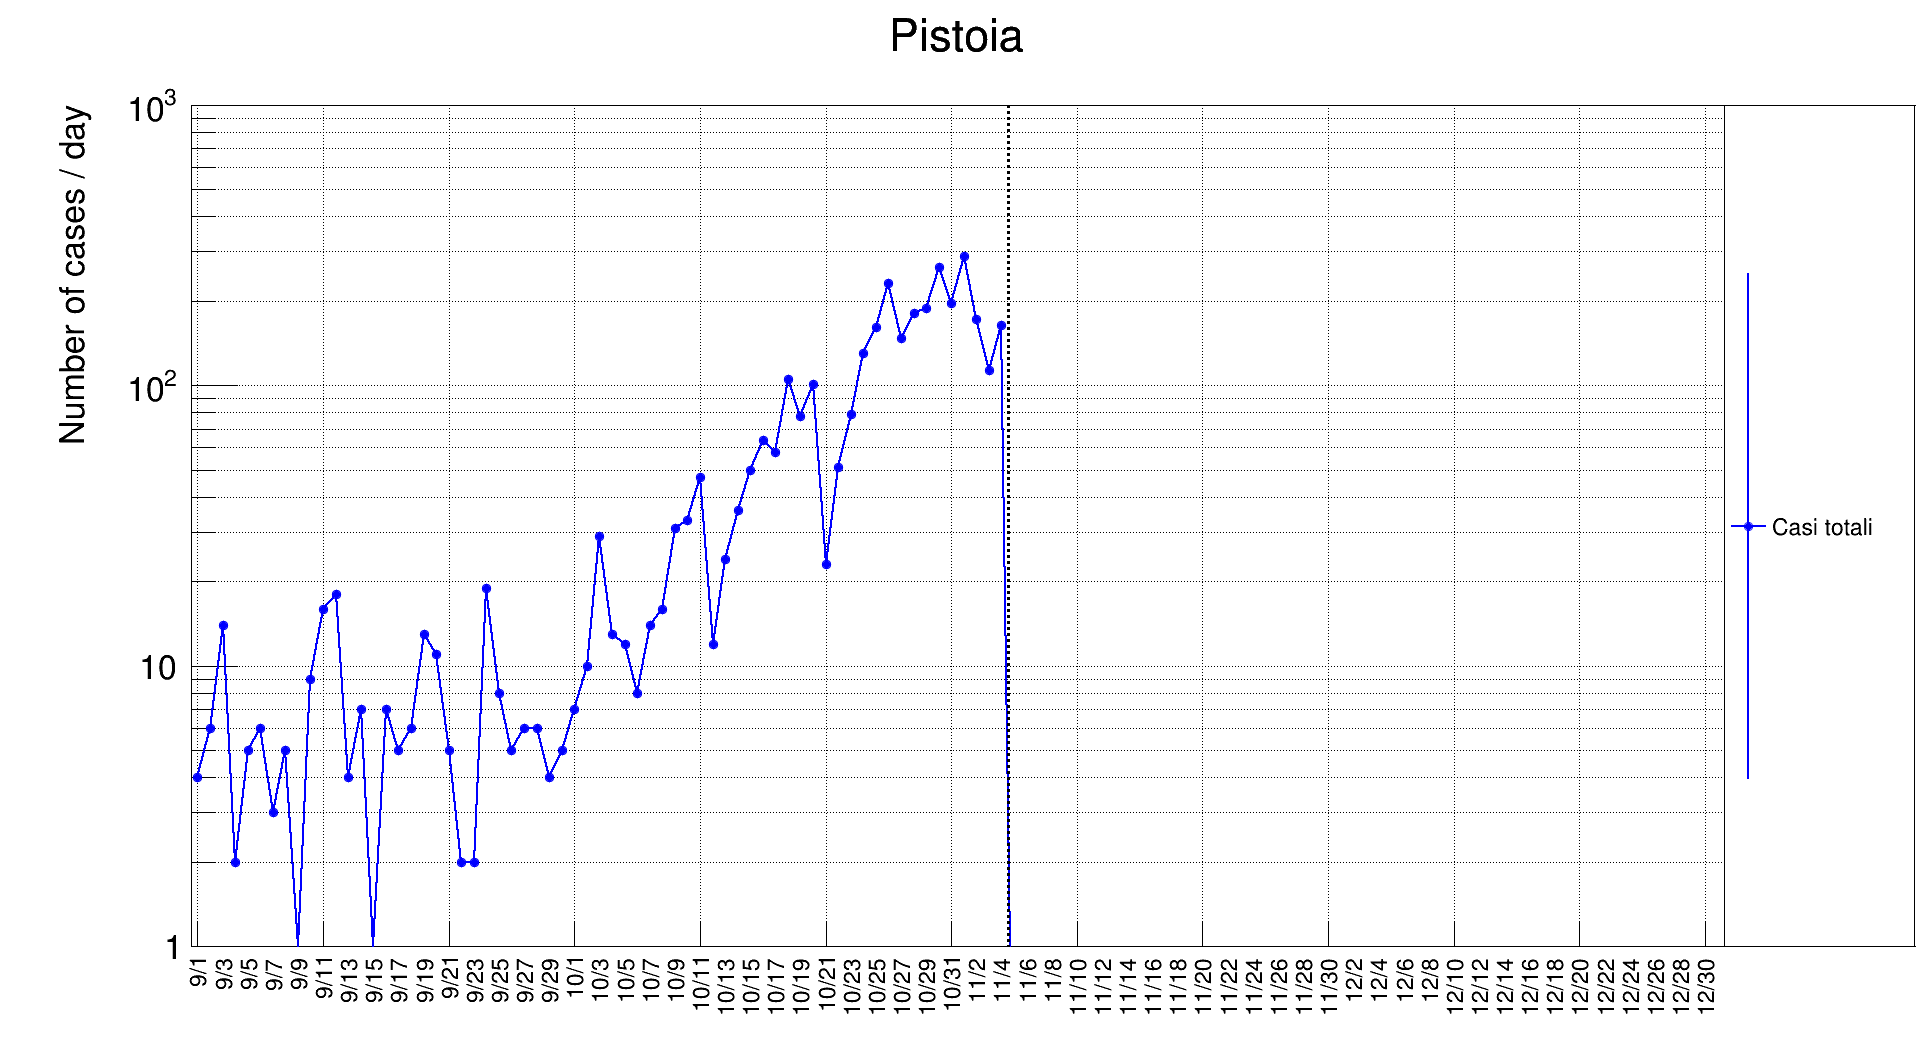 Pistoia
Number of cases / day
10³
10²
10
1
9/1 9/3 9/5 9/7 9/9 9/11 9/13 9/15 9/17 9/19 9/21 9/23 9/25 9/27 9/29 10/1 10/3 10/5 10/7 10/9 10/11 10/13 10/15 10/17 10/19 10/21 10/23 10/25 10/27 10/29 10/31 11/2 11/4 11/6 11/8 11/10 11/12 11/14 11/16 11/18 11/20 11/22 11/24 11/26 11/28 11/30 12/2 12/4 12/6 12/8 12/10 12/12 12/14 12/16 12/18 12/20 12/22 12/24 12/26 12/28 12/30
Casi totali